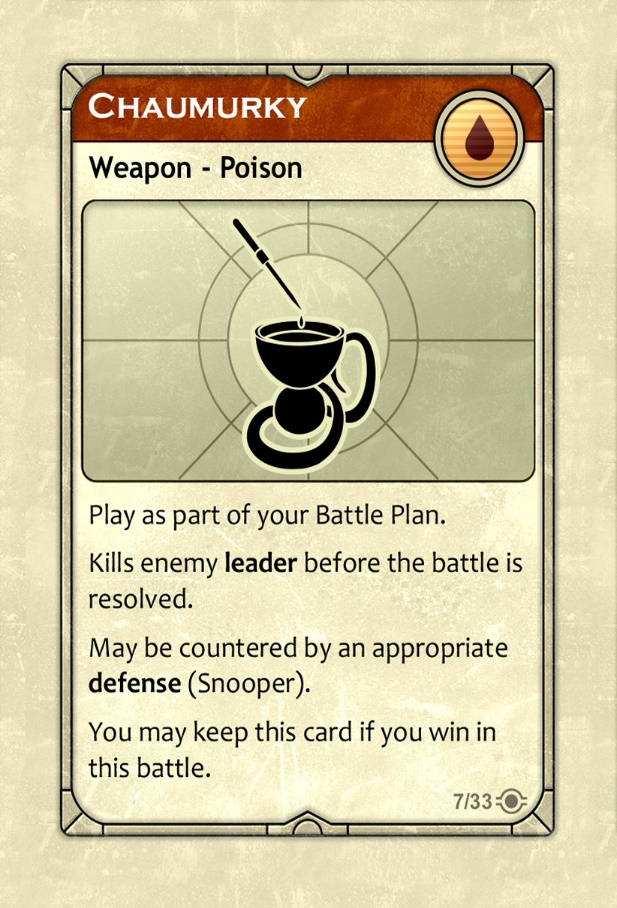 Chaumurky
Weapon - Poison
Play as part of your Battle Plan.
Kills enemy leader before the battle is
resolved.
May be countered by an appropriate
defense (Snooper).
You may keep this card if you win in
this battle.
7/33